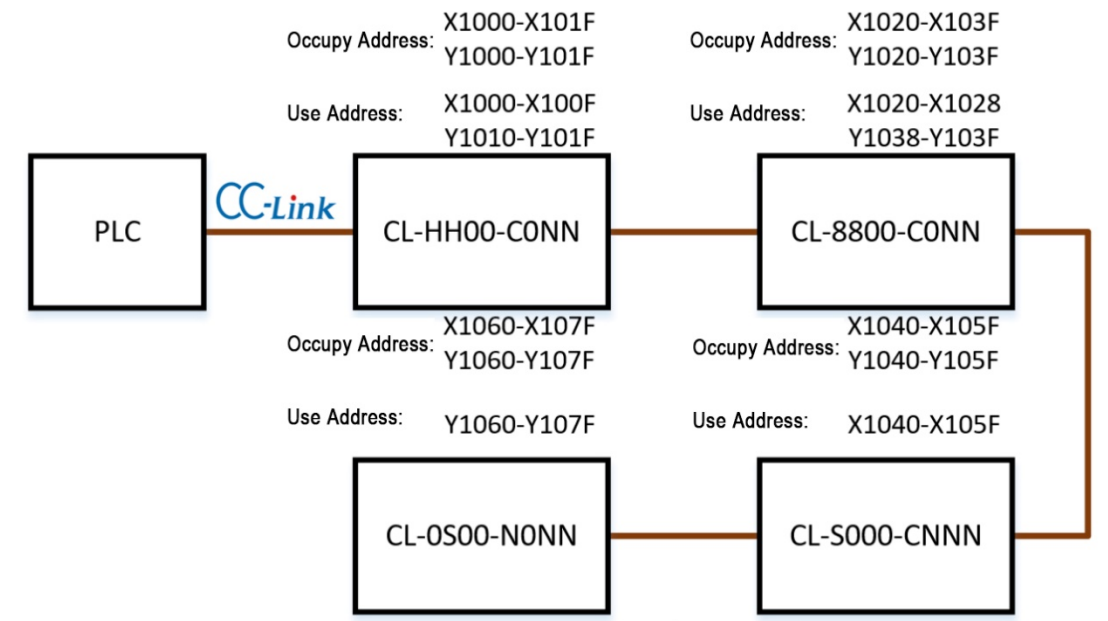 Occupy Address: X1000-X101F
Y1000-Y101F
Use Address: X1000-X100F
Y1010-Y101F
Occupy Address: X1020-X103F
Y1020-Y103F
Use Address: X1020-X1028
Y1038-Y103F
PLC
CC-Link
CL-HH00-C0NN
CL-8800-C0NN
Occupy Address: X1060-X107F
Y1060-Y107F
Use Address: Y1060-Y107F
Occupy Address: X1040-X105F
Y1040-Y105F
Use Address: X1040-X105F
CL-0S00-N0NN
CL-S000-CNNN